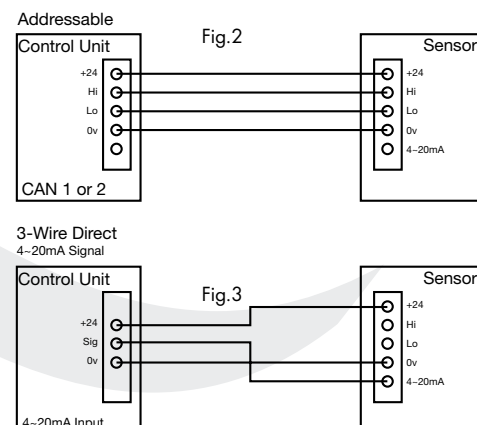 Addressable
Fig.2
Control Unit
Sensor
+24
Hi
Lo
0v
CAN 1 or 2
+24
Hi
Lo
0v
4~20mA
3-Wire Direct
4~20mA Signal
Fig.3
Control Unit
Sensor
+24
Sig
0v
4~20mA Input
+24
Hi
Lo
0v
4~20mA